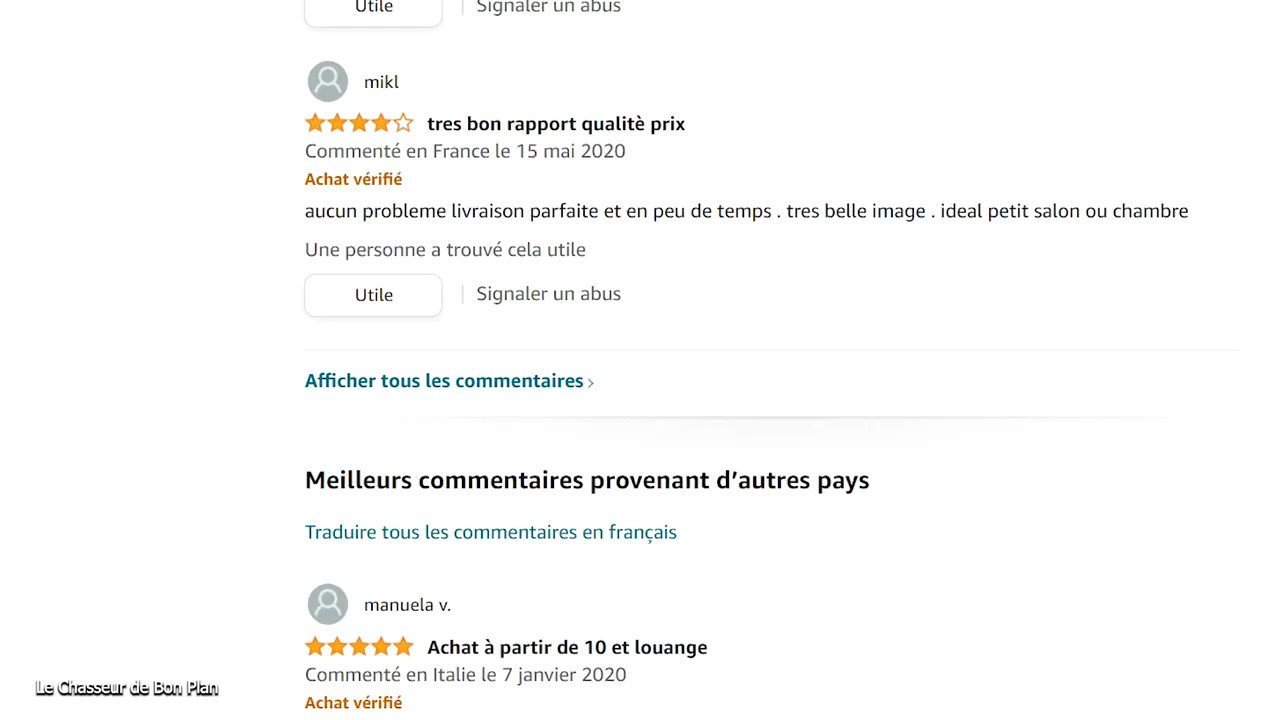 Utile
Signaler un abus
mikl
tres bon rapport qualitè prix
Commenté en France le 15 mai 2020
Achat vérifié
aucun probleme livraison parfaite et en peu de temps . tres belle image . ideal petit salon ou chambre
Une personne a trouvé cela utile
Utile
Signaler un abus
Afficher tous les commentaires ›
Meilleurs commentaires provenant d’autres pays
Traduire tous les commentaires en français
manuela v.
Achat à partir de 10 et louange
Commenté en Italie le 7 janvier 2020
Le Chasseur de Bon Plan
Achat vérifié